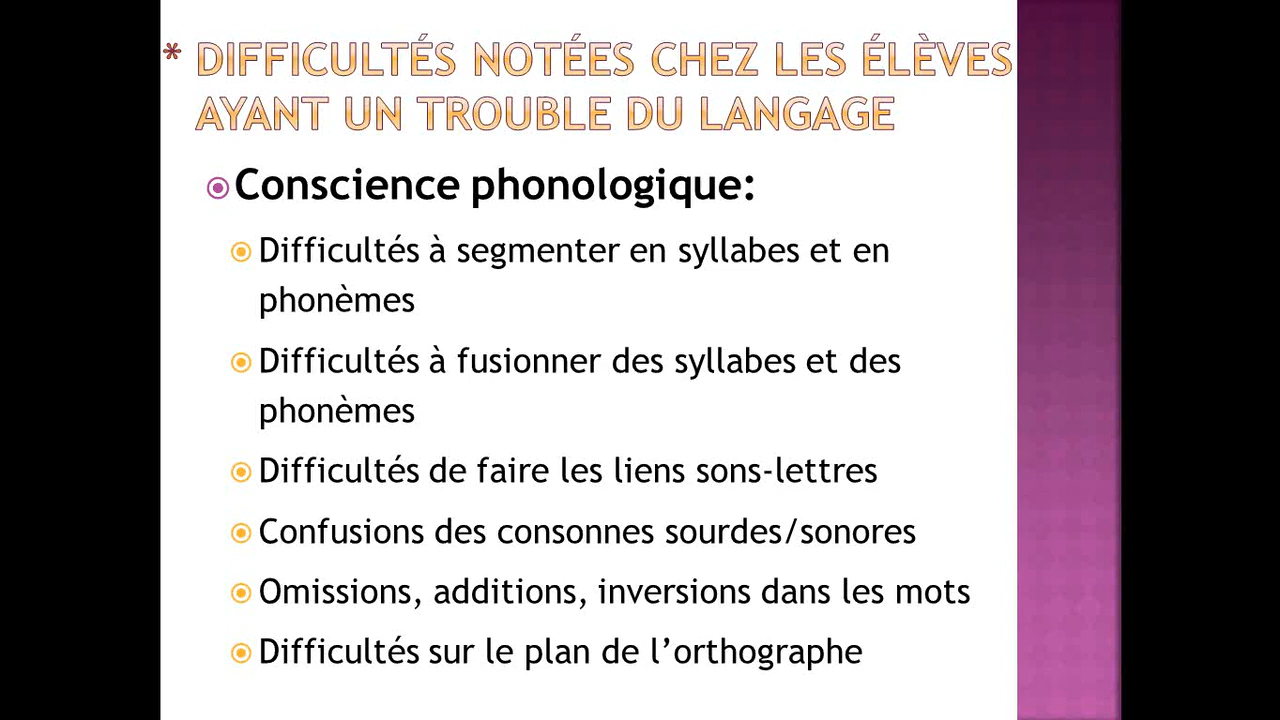 * DIFFICULTÉS NOTÉES CHEZ LES ÉLÈVES
AYANT UN TROUBLE DU LANGAGE
Conscience phonologique:
Difficultés à segmenter en syllabes et en
phonèmes
Difficultés à fusionner des syllabes et des
phonèmes
Difficultés de faire les liens sons-lettres
Confusions des consonnes sourdes/sonores
Omissions, additions, inversions dans les mots
Difficultés sur le plan de l’orthographe